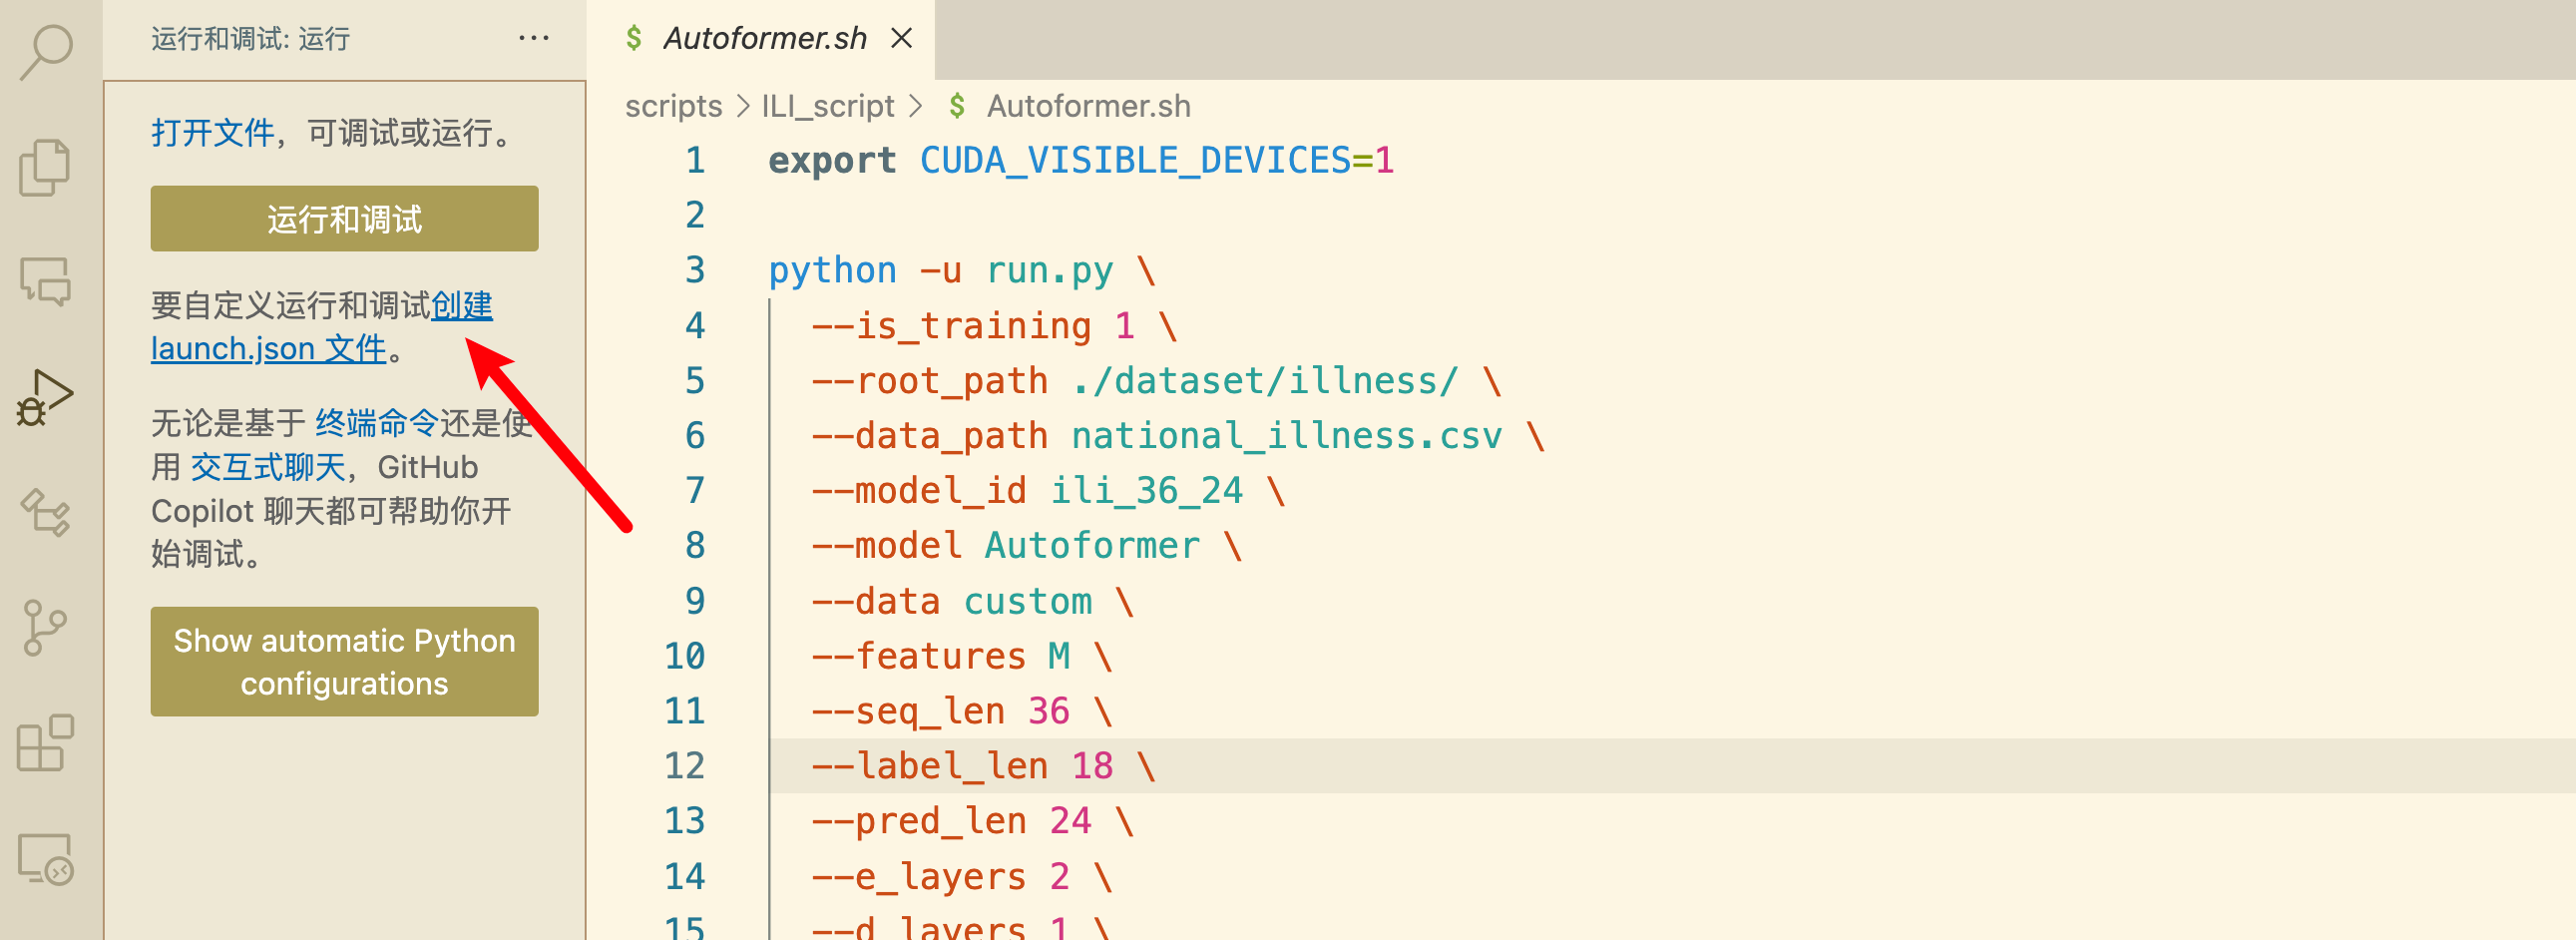 运行和调试: 运行
打开文件，可调试或运行。
运行和调试
要自定义运行和调试创建
launch.json 文件。
无论是基于 终端命令还是使
用 交互式聊天，GitHub
Copilot 聊天都可帮助你开
始调试。
Show automatic Python
configurations
$ Autoformer.sh
scripts > ILI_script > $ Autoformer.sh
1 export CUDA_VISIBLE_DEVICES=1
2
3 python -u run.py \
4 --is_training 1 \
5 --root_path ./dataset/illness/ \
6 --data_path national_illness.csv \
7 --model_id ili_36_24 \
8 --model Autoformer \
9 --data custom \
10 --features M \
11 --seq_len 36 \
12 --label_len 18 \
13 --pred_len 24 \
14 --e_layers 2 \
15 --d_layers 1 \